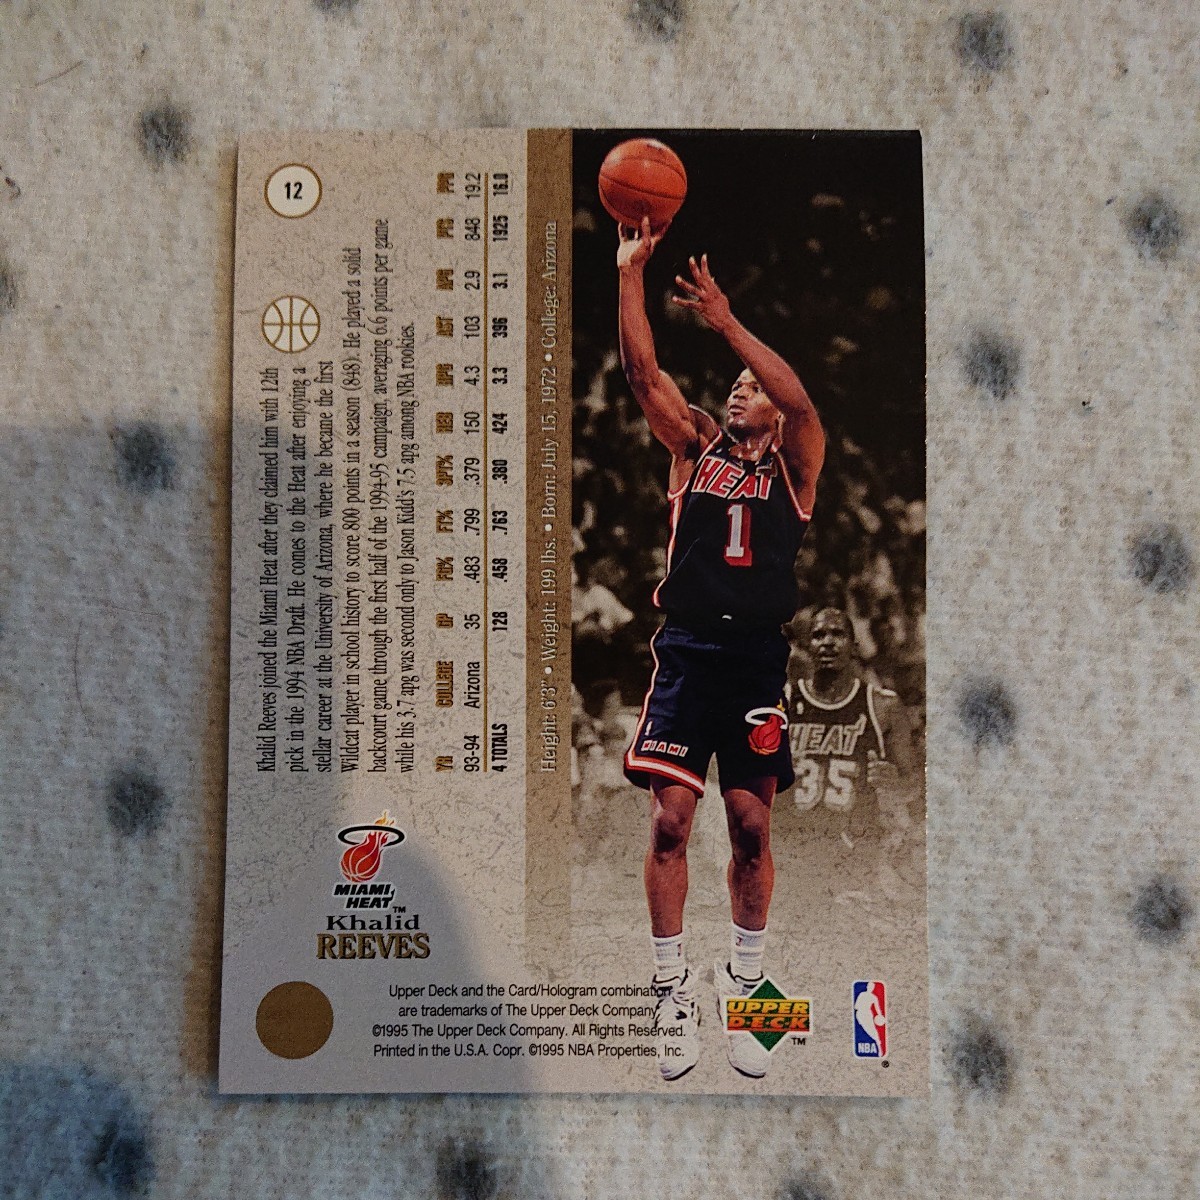 12
Khalid Reeves joined the Miami Heat after they claimed him with 12th
pick in the 1994 NBA Draft. He comes to the Heat after enjoying a
stellar career at the University of Arizona, where he became the first
Wildcat player in school history to score 800 points in a season (848). He played a solid
backcourt game through the first half of the 1994-95 campaign, averaging 6.6 points per game
while his 3.7 apg was second only to Jason Kidd's 7.5 apg among NBA rookies.
YR COLLEGE GP FG% FT% 3PT% REB RPG AST APG PTS PPG
93-94 Arizona 35 .483 .799 .379 150 4.3 103 2.9 848 19.2
4 TOTALS 128 .458 .763 .380 424 3.3 396 3.1 1925 16.0
Height: 6'3" • Weight: 199 lbs. • Born: July 15, 1972 • College: Arizona
HEAT
1
MIAMI
HEAT
35
MIAMI
HEAT™
Khalid
REEVES
Upper Deck and the Card/Hologram combination
are trademarks of The Upper Deck Company.
©1995 The Upper Deck Company. All Rights Reserved.
Printed in the U.S.A. Copr. ©1995 NBA Properties, Inc.
UPPER
DECK
™
NBA
®